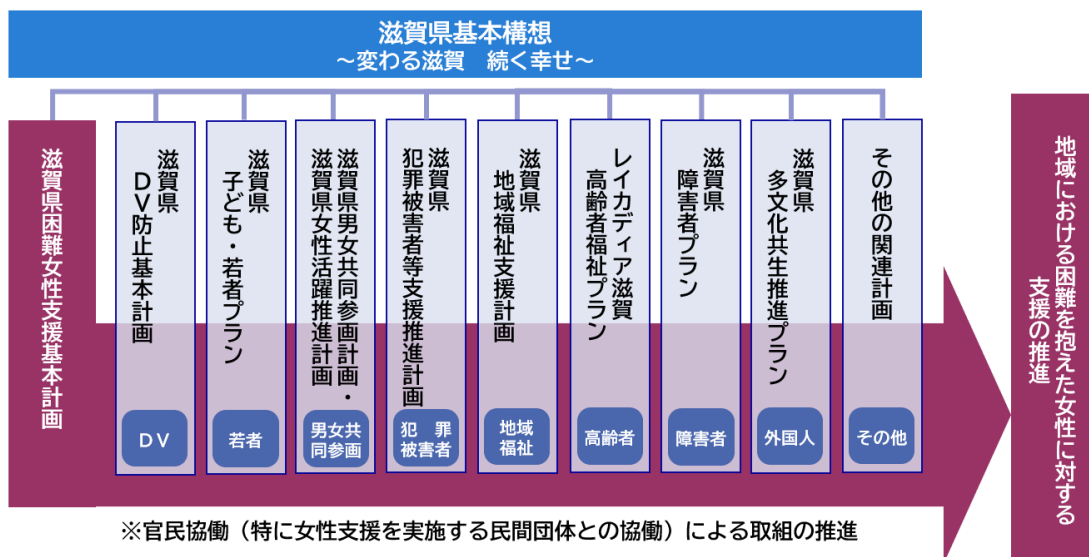 滋賀県基本構想
～変わる滋賀　続く幸せ～
滋賀県困難女性支援基本計画
滋賀県
ＤＶ防止基本計画
ＤＶ
滋賀県
子ども・若者プラン
若者
滋賀県男女共同参画計画・
滋賀県女性活躍推進計画
男女共
同参画
滋賀県
犯罪被害者等支援推進計画
犯　罪
被害者
滋賀県
地域福祉支援計画
地域
福祉
レイカディア滋賀
高齢者福祉プラン
高齢者
滋賀県
障害者プラン
障害者
滋賀県
多文化共生推進プラン
外国人
その他の関連計画
その他
地域における困難を抱えた女性に対する
支援の推進
※官民協働（特に女性支援を実施する民間団体との協働）による取組の推進